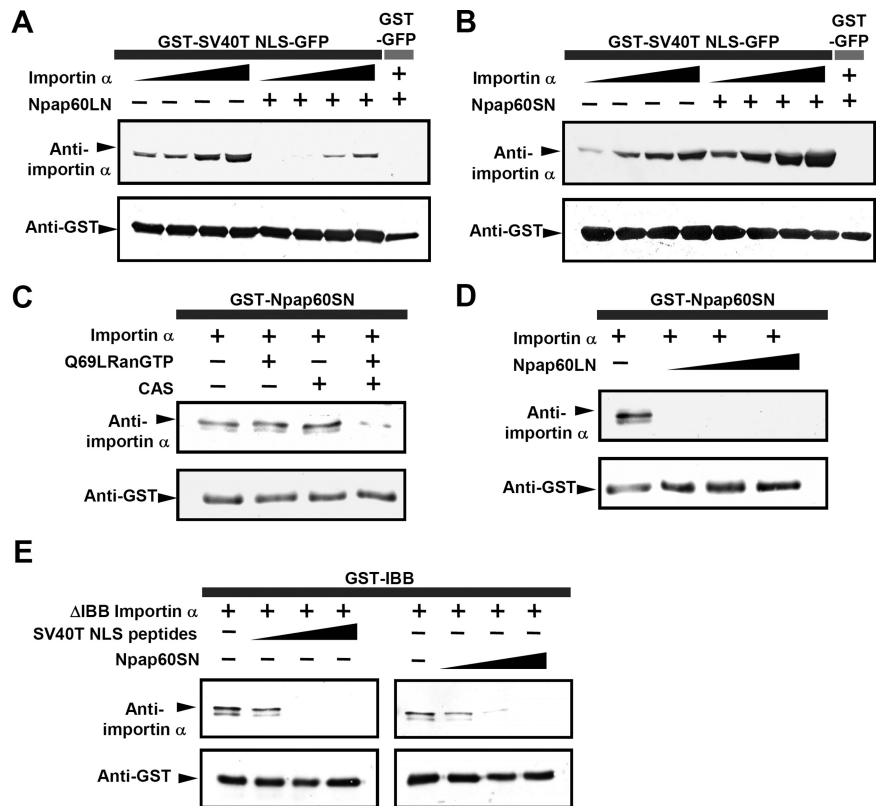 A
GST-SV40T NLS-GFP
GST
-GFP
Importin α +
Npap60LN − − − − + + + + +
Anti-
importin α
Anti-GST
B
GST-SV40T NLS-GFP
GST
-GFP
Importin α +
Npap60SN − − − − + + + + +
Anti-
importin α
Anti-GST
C
GST-Npap60SN
Importin α + + + +
Q69LRanGTP − + − +
CAS − − + +
Anti-
importin α
Anti-GST
D
GST-Npap60SN
Importin α + + + +
Npap60LN −
Anti-
importin α
Anti-GST
E
GST-IBB
ΔIBB Importin α + + + + + + + +
SV40T NLS peptides − − − − −
Npap60SN − − − − −
Anti-
importin α
Anti-GST